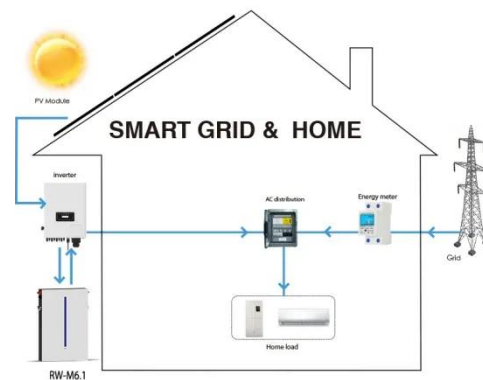 PV Module
SMART GRID & HOME
Inverter
AC distribution
Energy meter
Grid
Home load
RW-M6.1